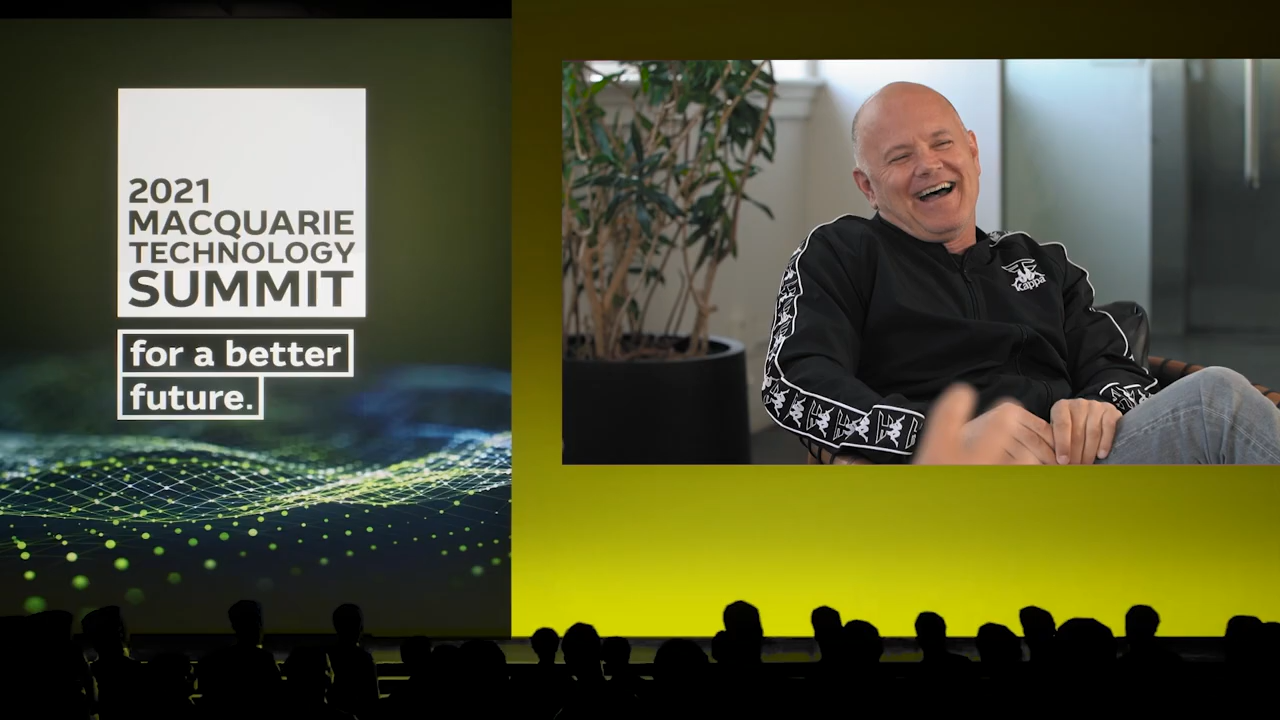 2021
MACQUARIE
TECHNOLOGY
SUMMIT
for a better
future.
Kappa